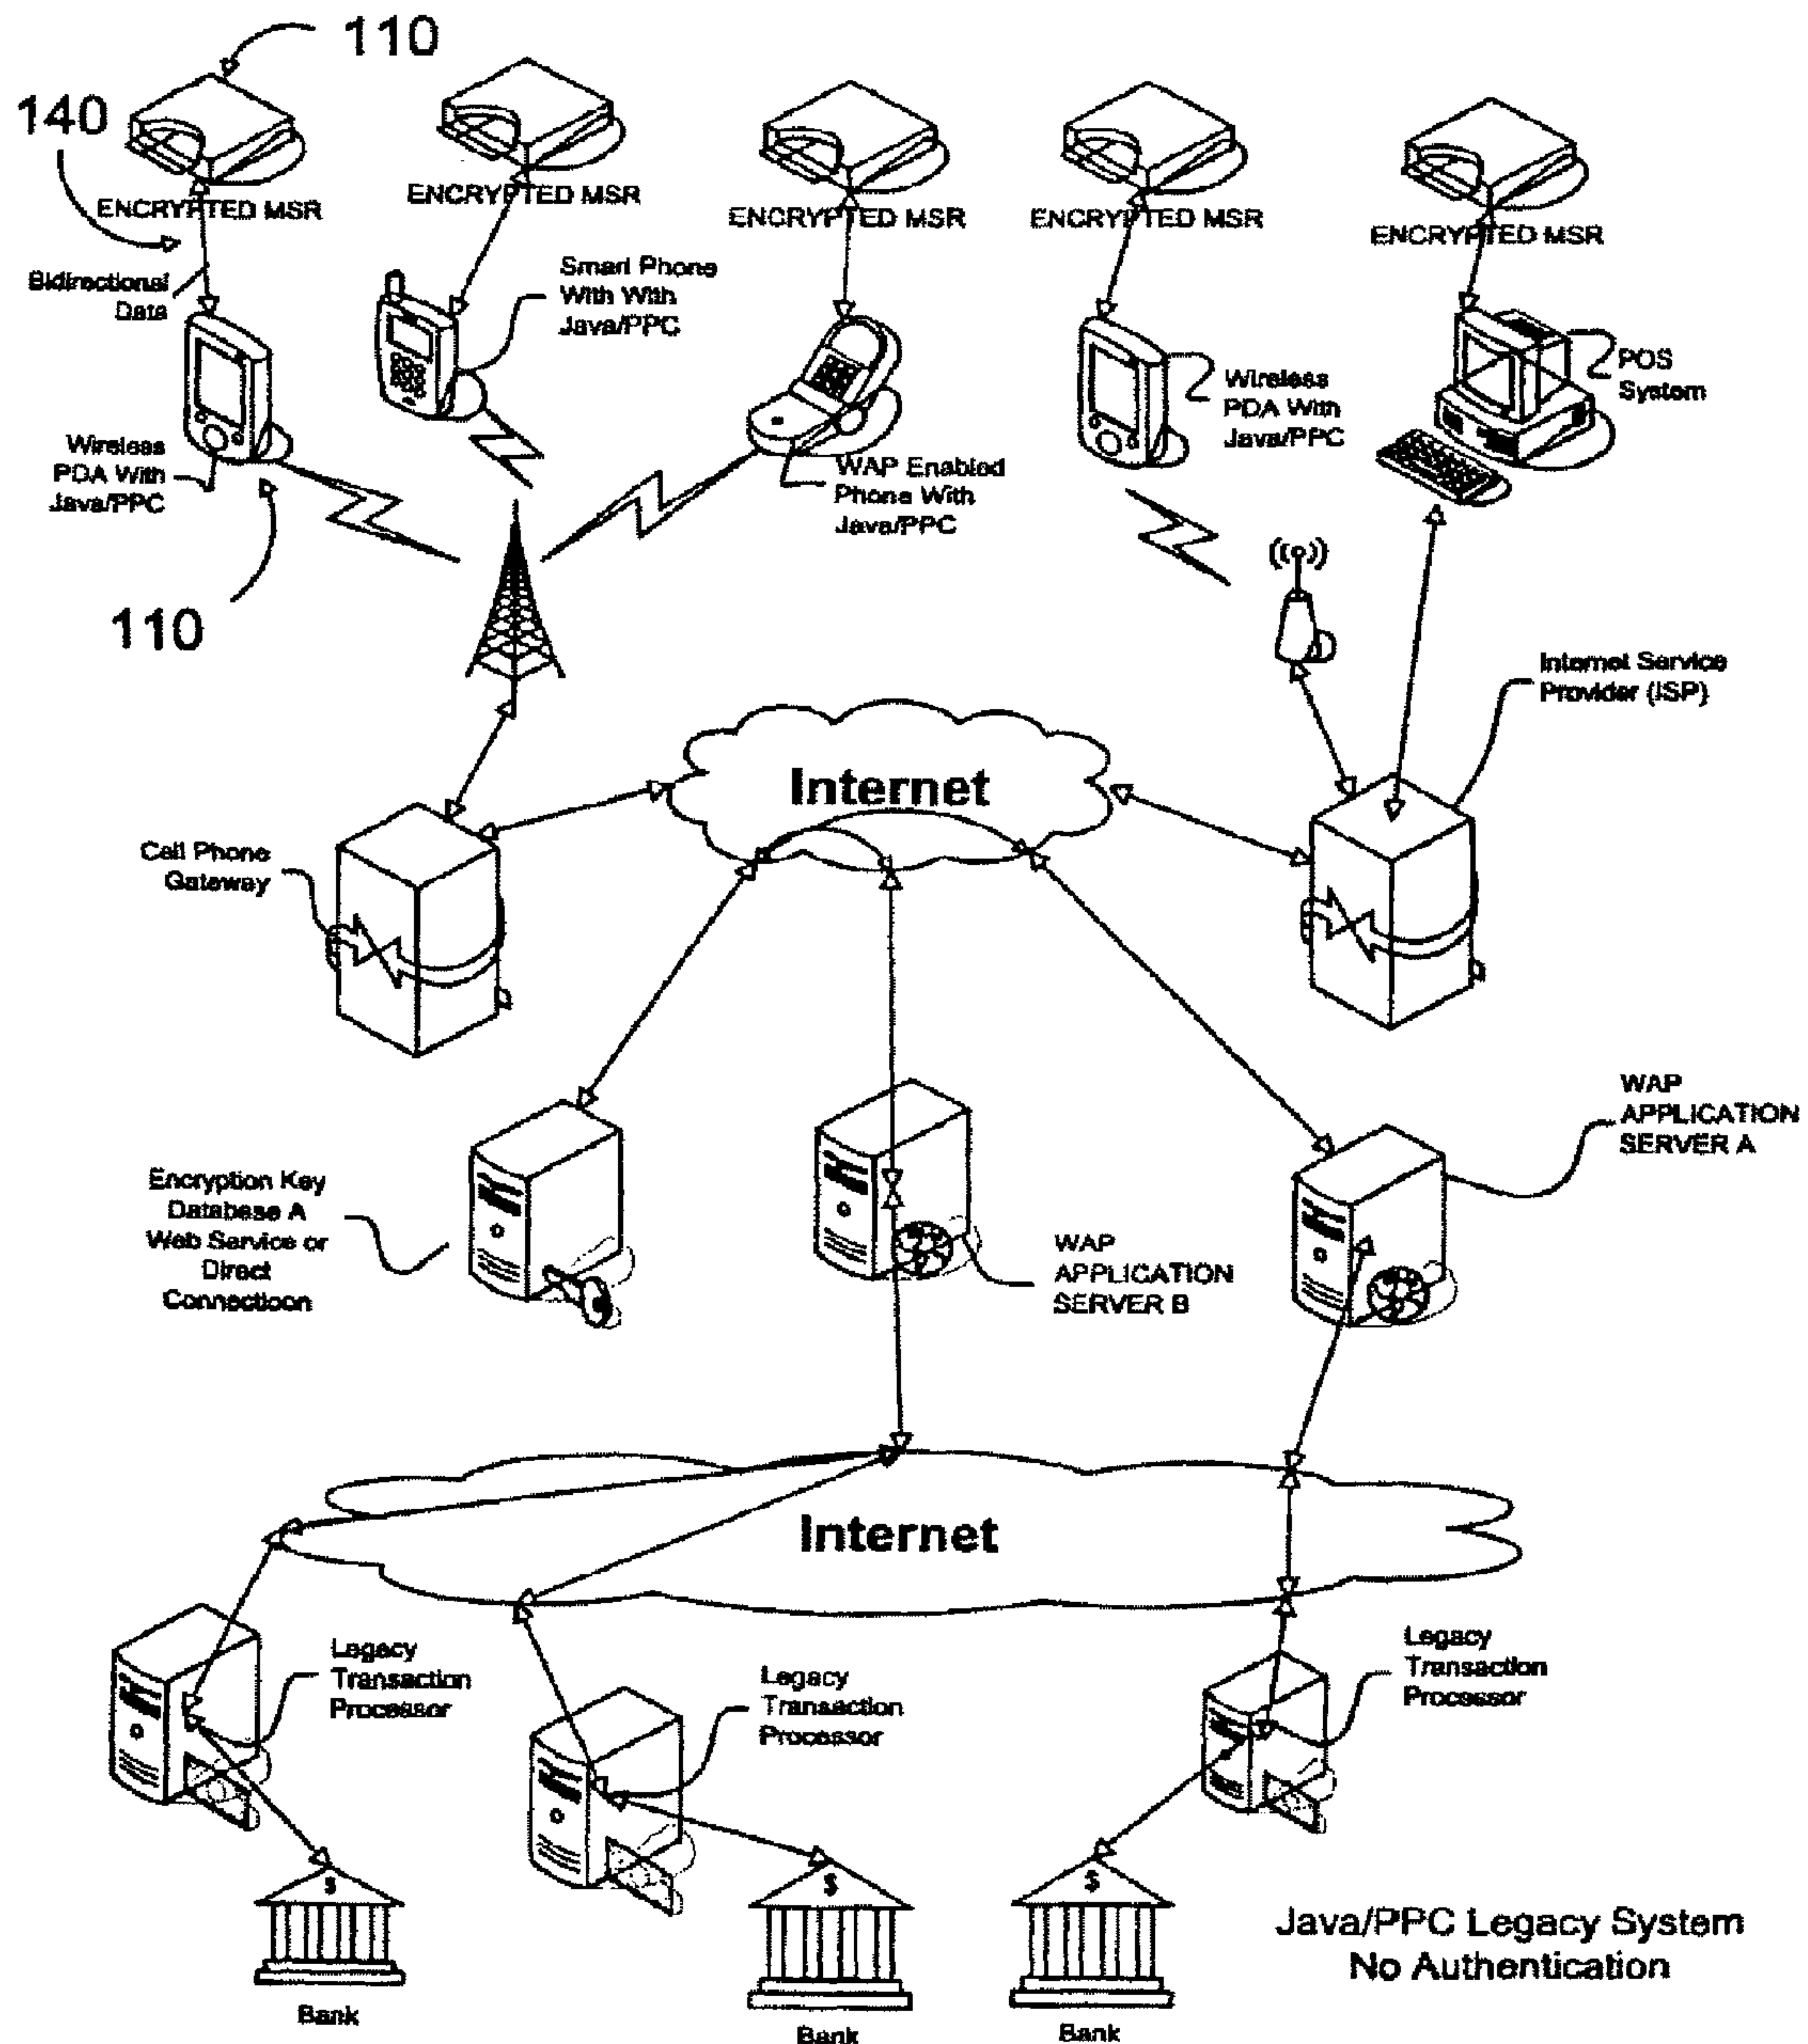 110
140
ENCRYPTED MSR
ENCRYPTED MSR
ENCRYPTED MSR
ENCRYPTED MSR
ENCRYPTED MSR
Bidirectional
Data
Smart Phone
With With
Java/PPC
Wireless
PDA With
Java/PPC
WAP Enabled
Phone With
Java/PPC
Wireless
PDA With
Java/PPC
POS
System
110
Internet Service
Provider (ISP)
Internet
Cell Phone
Gateway
WAP
APPLICATION
SERVER A
Encryption Key
Database A
Web Service or
Direct
Connectioon
WAP
APPLICATION
SERVER B
Internet
Legacy
Transaction
Processor
Legacy
Transaction
Processor
Legacy
Transaction
Processor
$
$
$
Bank
Bank
Bank
Java/PPC Legacy System
No Authentication